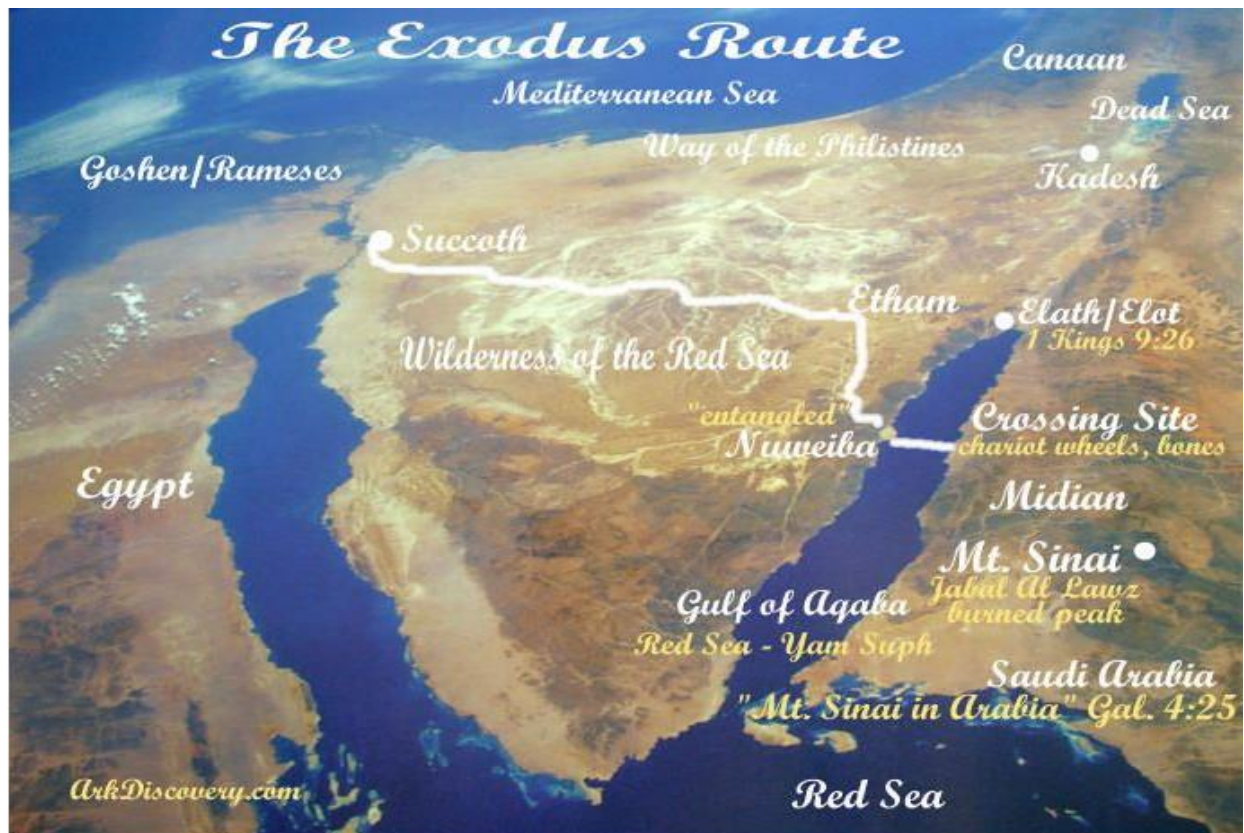 The Exodus Route
Canaan
Mediterranean Sea
Dead Sea
Way of the Philistines
Goshen/Rameses
Kadesh
Succoth
Etham
Elath/Elot
1 Kings 9:26
Wilderness of the Red Sea
"entangled"
Crossing Site
Nuweiba
chariot wheels, bones
Egypt
Midian
Mt. Sinai
Jabal Al Lawz
burned peak
Gulf of Aqaba
Red Sea - Yam Suph
Saudi Arabia
"Mt. Sinai in Arabia" Gal. 4:25
ArkDiscovery.com
Red Sea